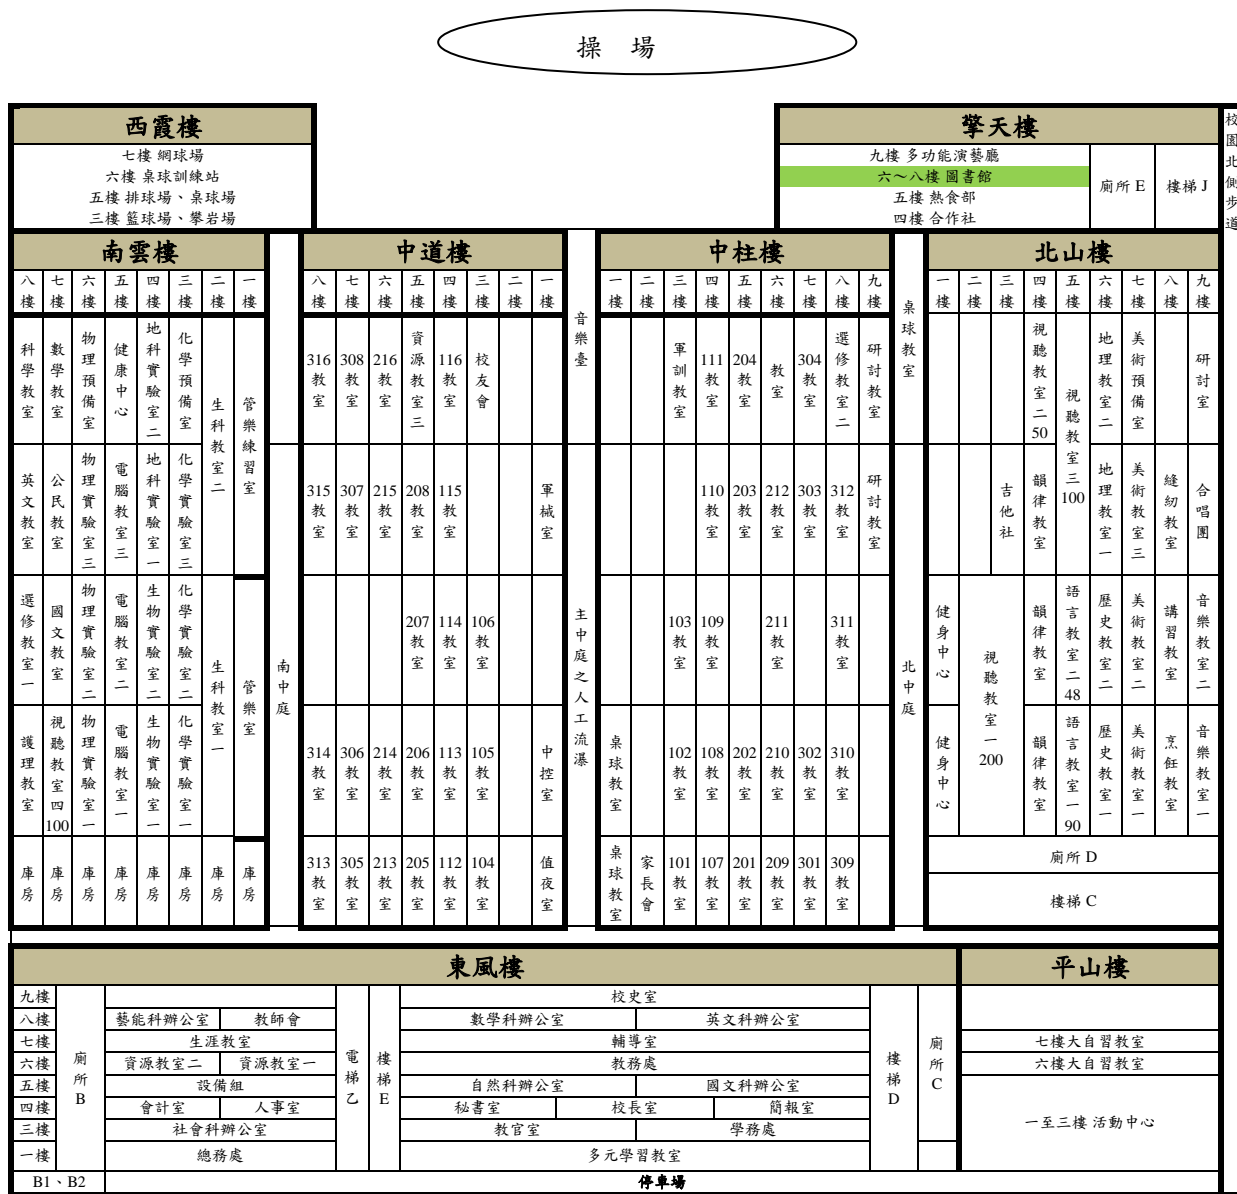 操 場
西霞樓
七樓 網球場
六樓 桌球訓練站
五樓 排球場、桌球場
三樓 籃球場、攀岩場
擎天樓
九樓 多功能演藝廳
六～八樓 圖書館
五樓 熱食部
四樓 合作社
廁所 E
樓梯 J
校園北側步道
南雲樓
八樓 七樓 六樓 五樓 四樓 三樓 二樓 一樓
科學教室 數學教室 物理預備室 健康中心 地科實驗室二 化學預備室 生科教室二 管樂練習室
英文教室 公民教室 物理實驗室三 電腦教室三 地科實驗室一 化學實驗室三
選修教室一 國文教室 物理實驗室二 電腦教室二 生物實驗室二 化學實驗室二 生科教室一 管樂室
護理教室 視聽教室四100 物理實驗室一 電腦教室一 生物實驗室一 化學實驗室一
庫房 庫房 庫房 庫房 庫房 庫房 庫房 庫房
南中庭
中道樓
八樓 七樓 六樓 五樓 四樓 三樓 二樓 一樓
316教室 308教室 216教室 資源教室三 116教室 校友會
315教室 307教室 215教室 208教室 115教室 軍械室
207教室 114教室 106教室
314教室 306教室 214教室 206教室 113教室 105教室 中控室
313教室 305教室 213教室 205教室 112教室 104教室 值夜室
音樂臺
主中庭之人工流瀑
中柱樓
一樓 二樓 三樓 四樓 五樓 六樓 七樓 八樓 九樓
軍訓教室 111教室 204教室 教室 304教室 選修教室二 研討教室
110教室 203教室 212教室 303教室 312教室 研討教室
103教室 109教室 211教室 311教室
桌球教室 102教室 108教室 202教室 210教室 302教室 310教室
桌球教室 家長會 101教室 107教室 201教室 209教室 301教室 309教室
桌球教室
北中庭
北山樓
一樓 二樓 三樓 四樓 五樓 六樓 七樓 八樓 九樓
視聽教室二50 視聽教室三100 地理教室二 美術預備室 研討室
吉他社 韻律教室 地理教室一 美術教室三 縫紉教室 合唱團
健身中心 視聽教室一200 韻律教室 語言教室二48 歷史教室二 美術教室二 講習教室 音樂教室二
健身中心 韻律教室 語言教室一90 歷史教室一 美術教室一 烹飪教室 音樂教室一
廁所 D
樓梯 C
東風樓
平山樓
九樓 校史室
八樓 藝能科辦公室 教師會 數學科辦公室 英文科辦公室
七樓 生涯教室 輔導室 七樓大自習教室
六樓 資源教室二 資源教室一 教務處 六樓大自習教室
五樓 設備組 自然科辦公室 國文科辦公室
四樓 會計室 人事室 秘書室 校長室 簡報室
三樓 社會科辦公室 教官室 學務處
一樓 總務處 多元學習教室
廁所B
電梯乙
樓梯E
樓梯D
廁所C
一至三樓 活動中心
B1、B2 停車場